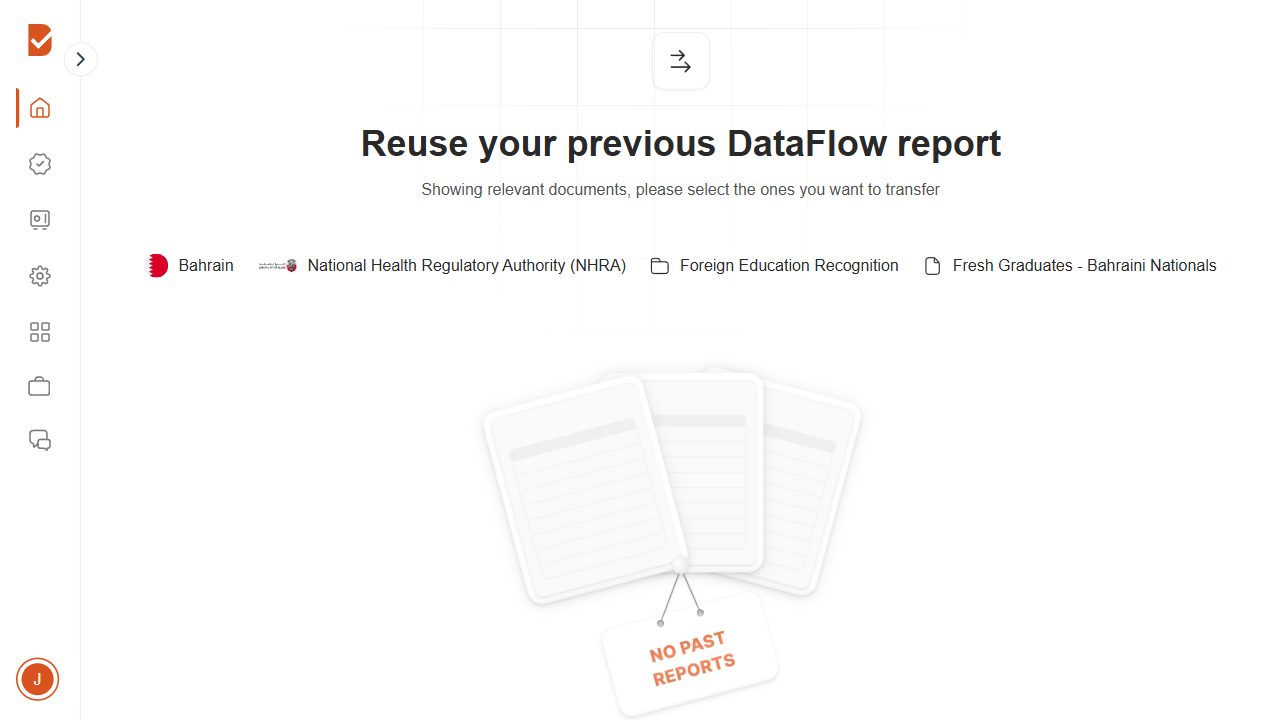 Reuse your previous DataFlow report
Showing relevant documents, please select the ones you want to transfer
Bahrain National Health Regulatory Authority (NHRA) Foreign Education Recognition Fresh Graduates - Bahraini Nationals
NO PAST
REPORTS
J